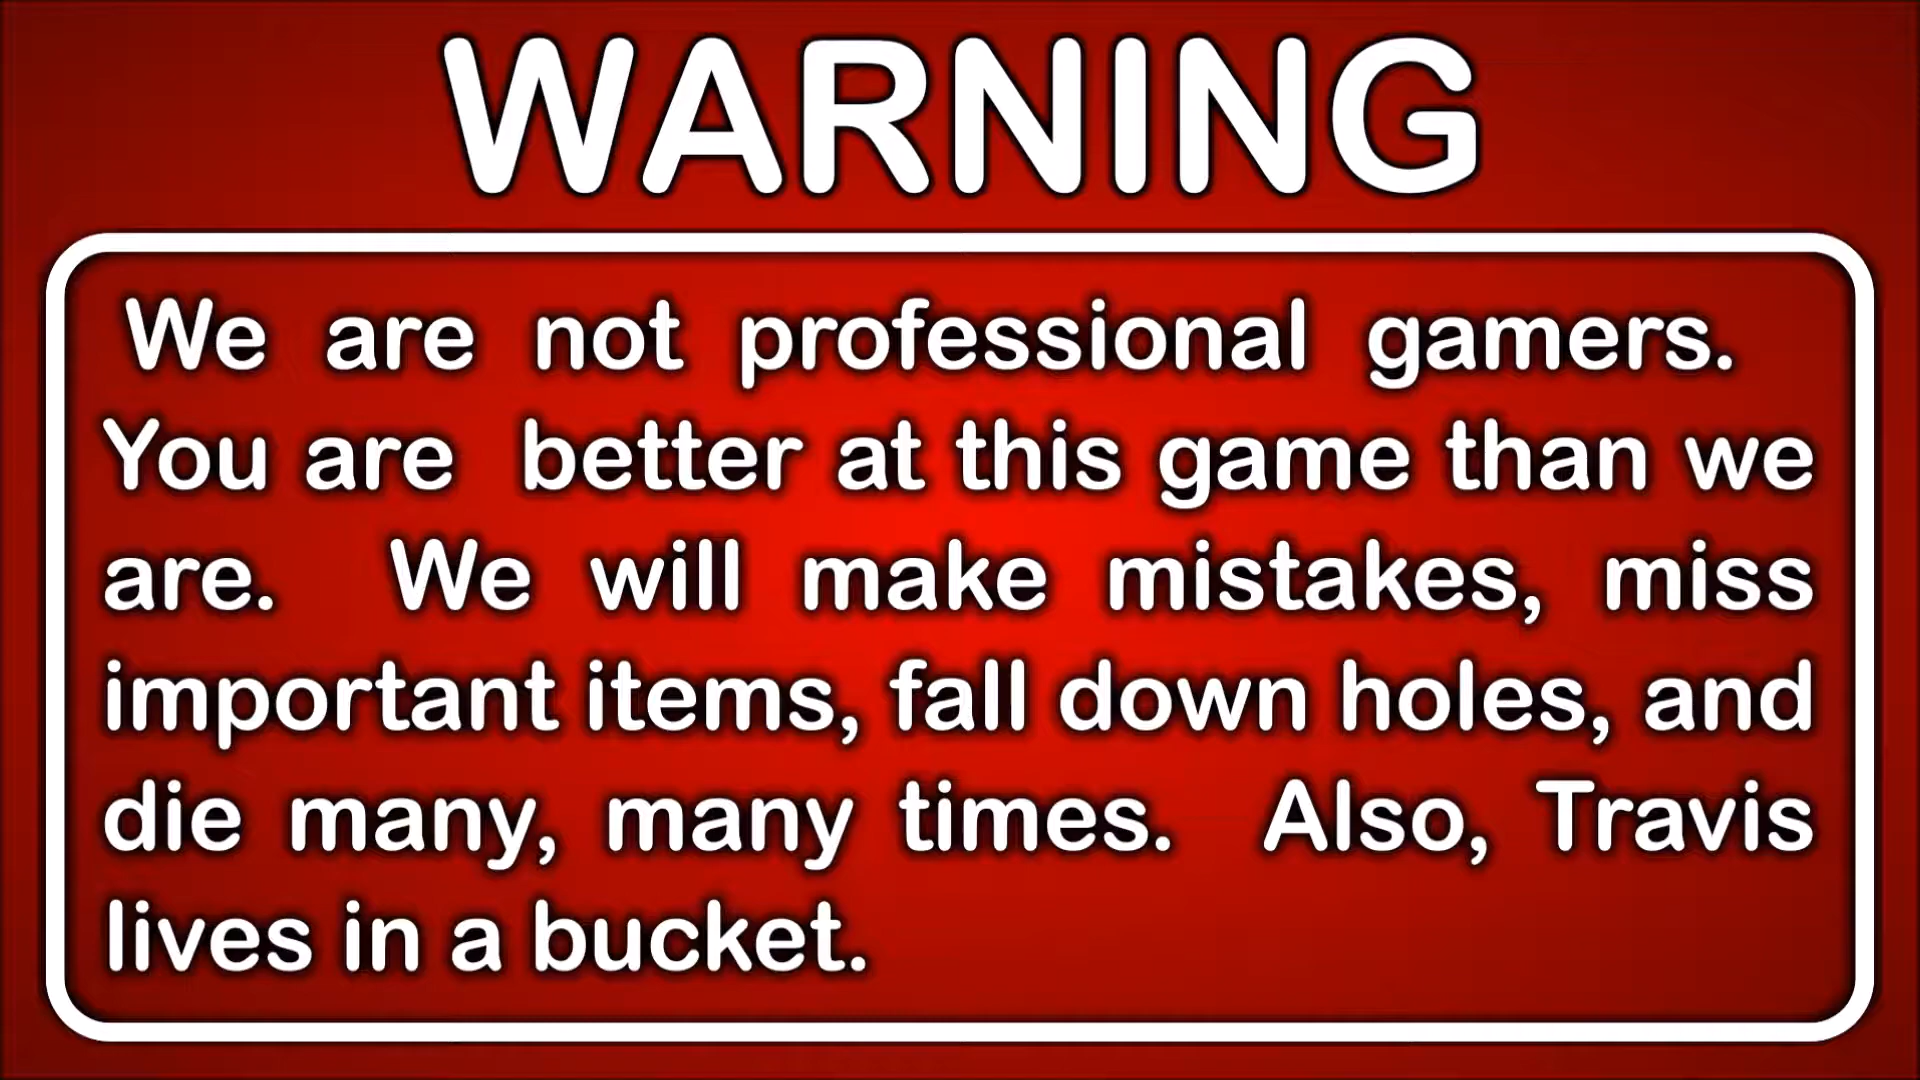 WARNING
We are not professional gamers.
You are better at this game than we
are. We will make mistakes, miss
important items, fall down holes, and
die many, many times. Also, Travis
lives in a bucket.